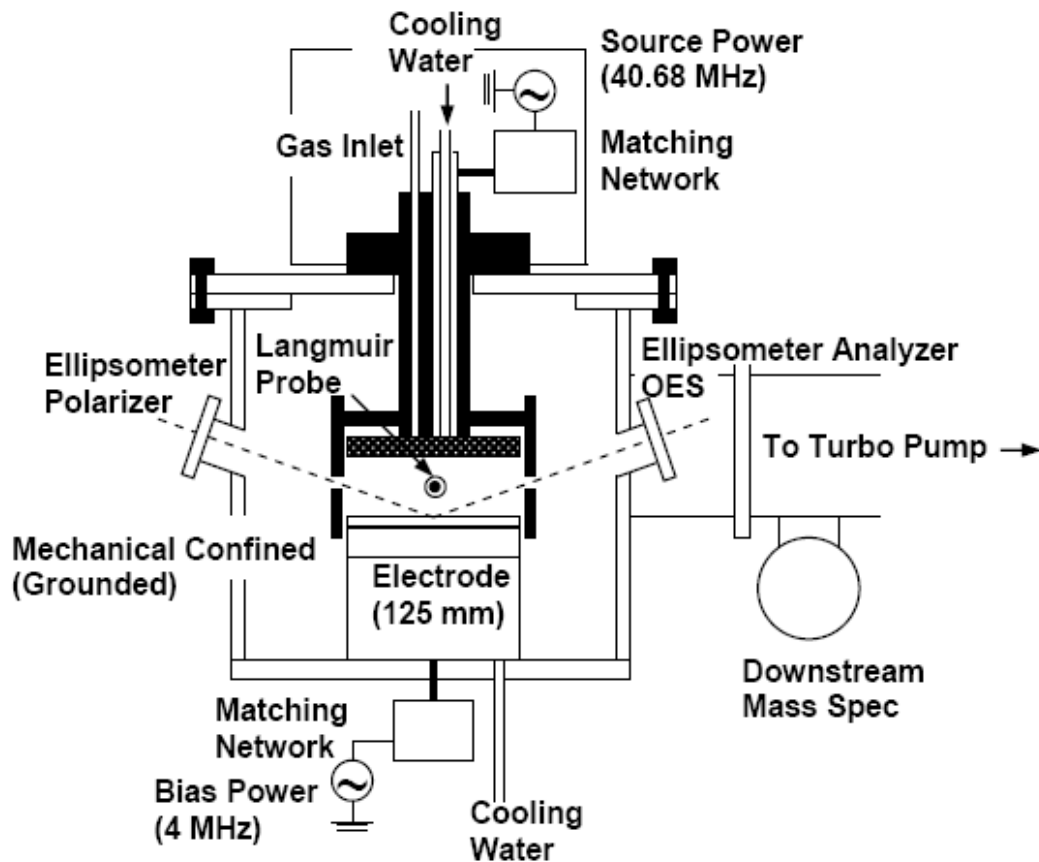 Cooling
Water
Source Power
(40.68 MHz)
Gas Inlet
Matching
Network
Langmuir
Probe
Ellipsometer
Polarizer
Ellipsometer Analyzer
OES
To Turbo Pump
Mechanical Confined
(Grounded)
Electrode
(125 mm)
Downstream
Mass Spec
Matching
Network
Bias Power
(4 MHz)
Cooling
Water